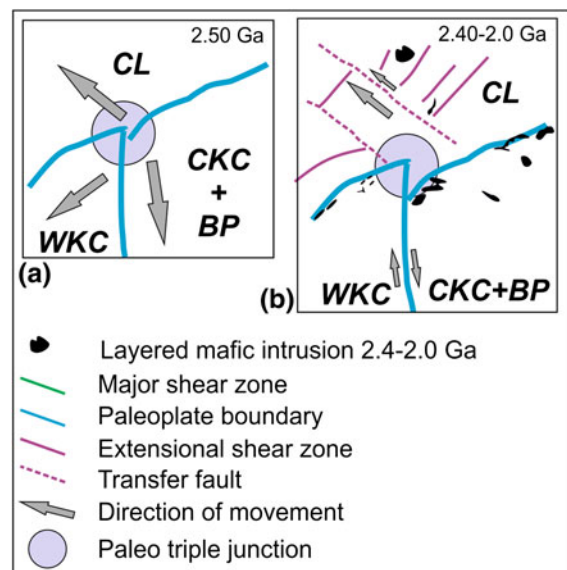 2.50 Ga
CL
CKC
+
BP
WKC
(a)
2.40-2.0 Ga
CL
WKC
CKC+BP
(b)
Layered mafic intrusion 2.4-2.0 Ga
Major shear zone
Paleoplate boundary
Extensional shear zone
Transfer fault
Direction of movement
Paleo triple junction